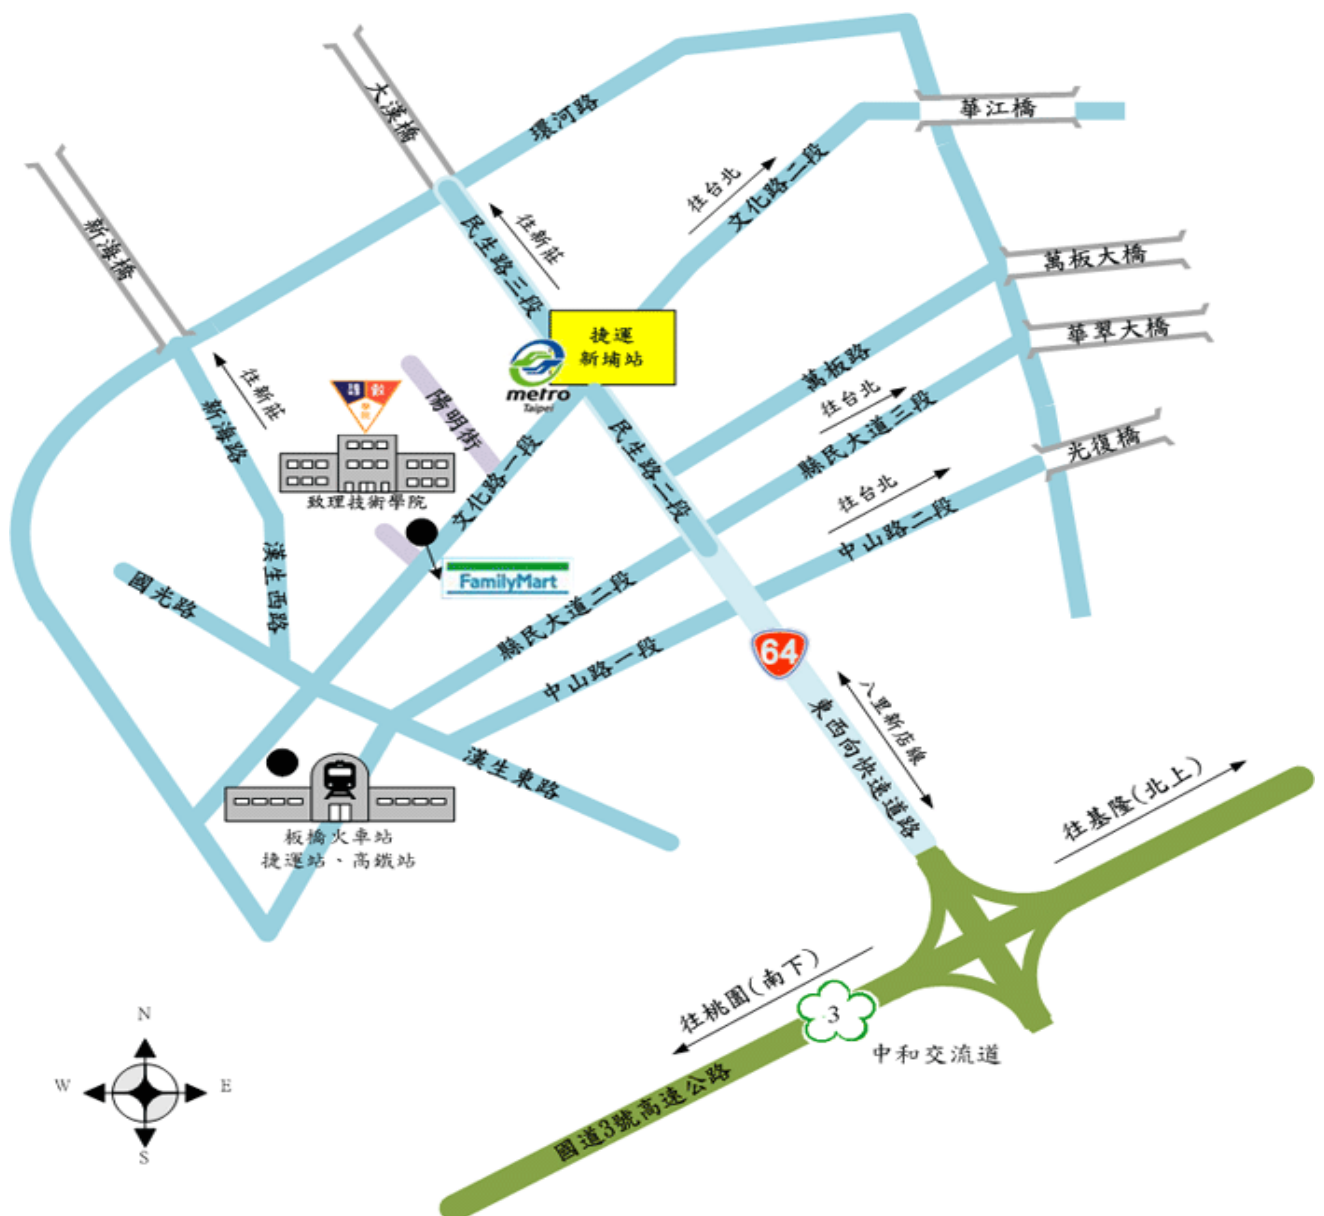 大漢橋
環河路
華江橋
往台北
文化路二段
新海橋
民生路三段
往新莊
萬板大橋
華翠大橋
捷運
新埔站
metro
Taipei
往新莊
新海路
陽明街
萬板路
往台北
縣民大道三段
光復橋
文化路一段
民生路二段
致理技術學院
往台北
中山路二段
漢生西路
國光路
FamilyMart
縣民大道二段
中山路一段
64
八里新店線
東西向快速道路
漢生東路
板橋火車站
捷運站、高鐵站
往基隆(北上)
往桃園(南下)
3
中和交流道
國道3號高速公路
N
W
E
S